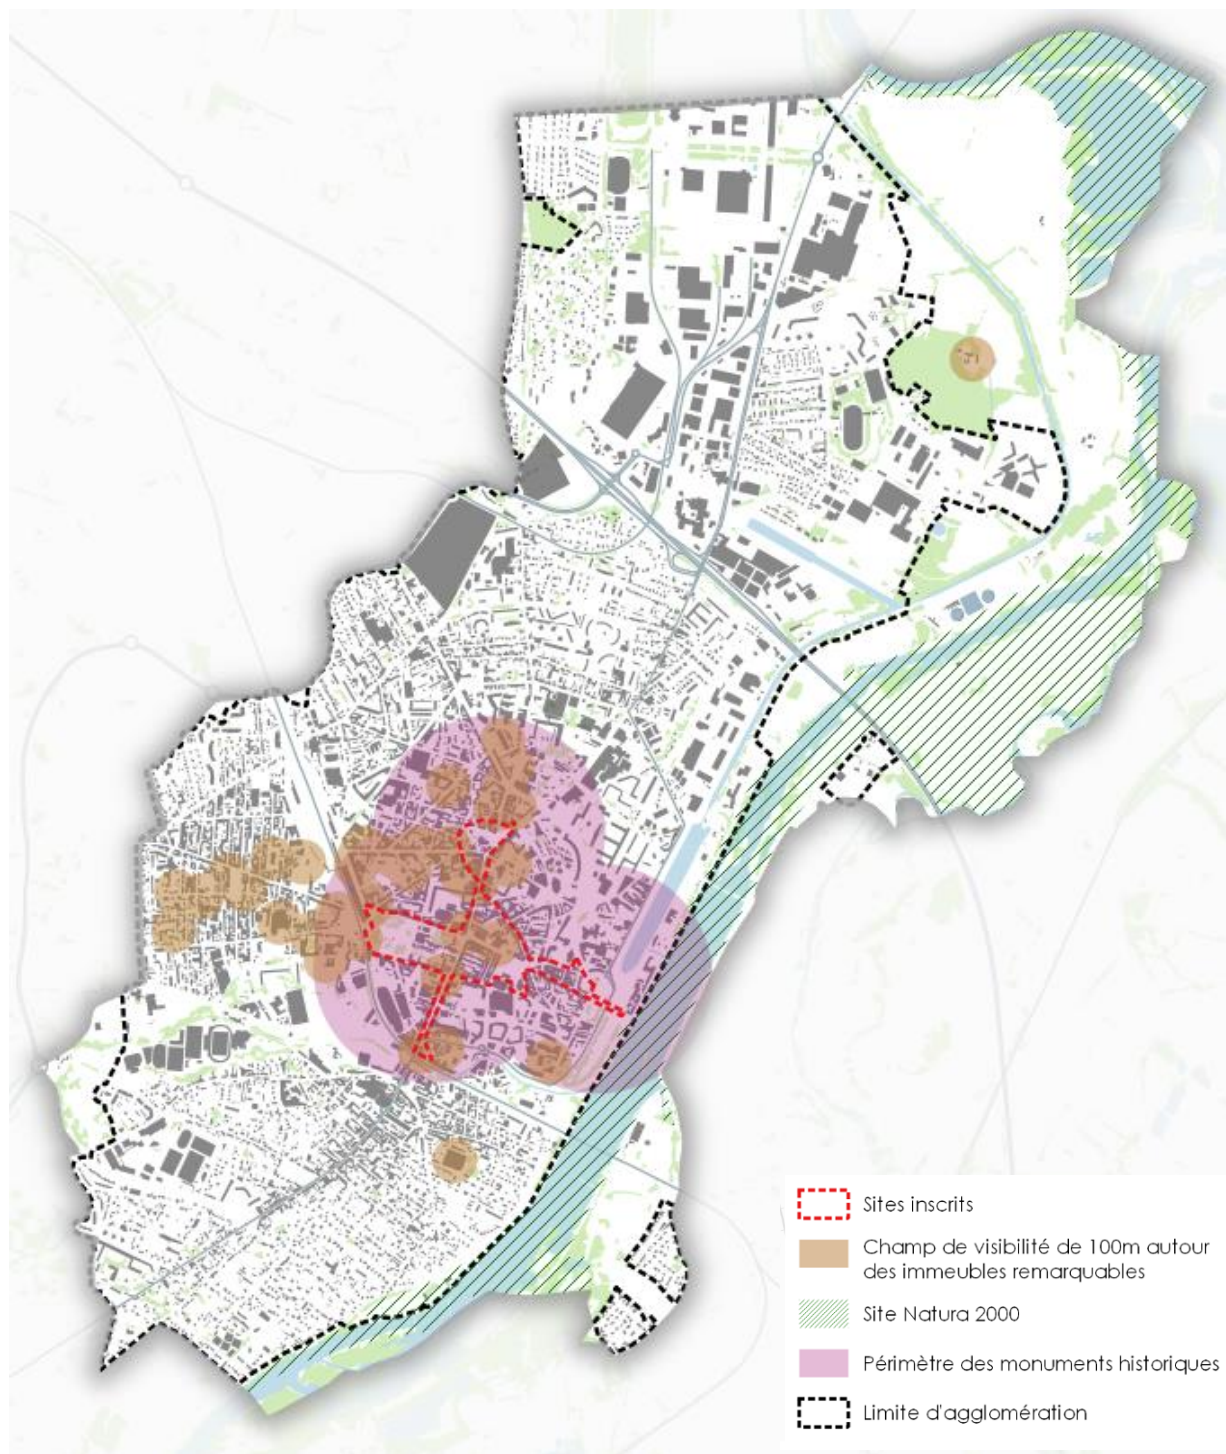 Sites inscrits
Champ de visibilité de 100m autour
des immeubles remarquables
Site Natura 2000
Périmètre des monuments historiques
Limite d'agglomération